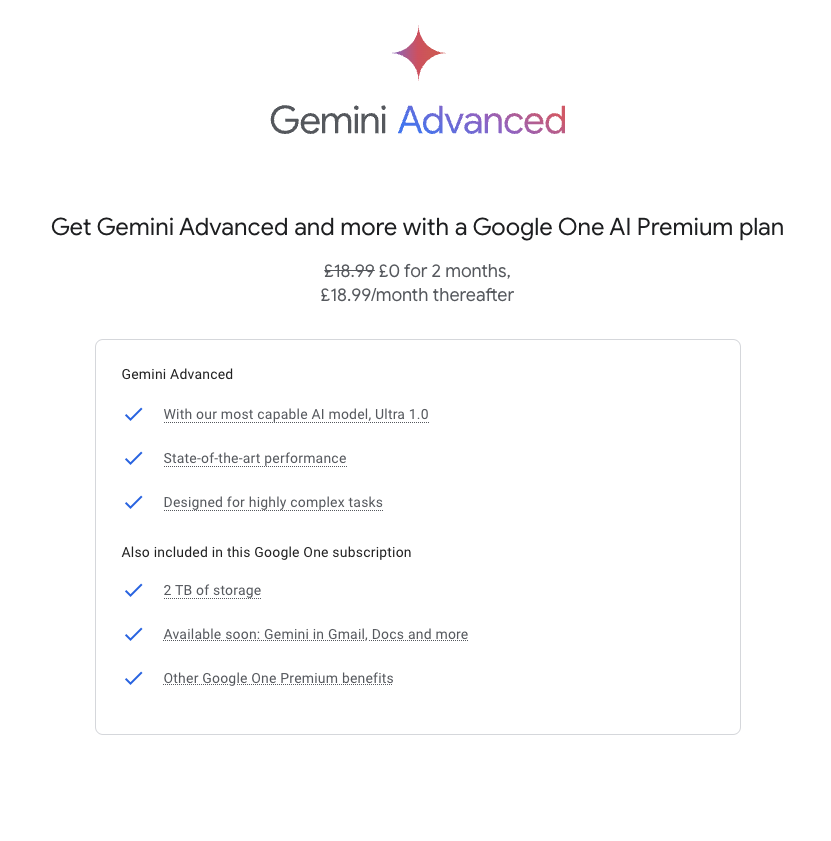 Gemini Advanced
Get Gemini Advanced and more with a Google One AI Premium plan
£18.99 £0 for 2 months,
£18.99/month thereafter
Gemini Advanced
With our most capable AI model, Ultra 1.0
State-of-the-art performance
Designed for highly complex tasks
Also included in this Google One subscription
2 TB of storage
Available soon: Gemini in Gmail, Docs and more
Other Google One Premium benefits